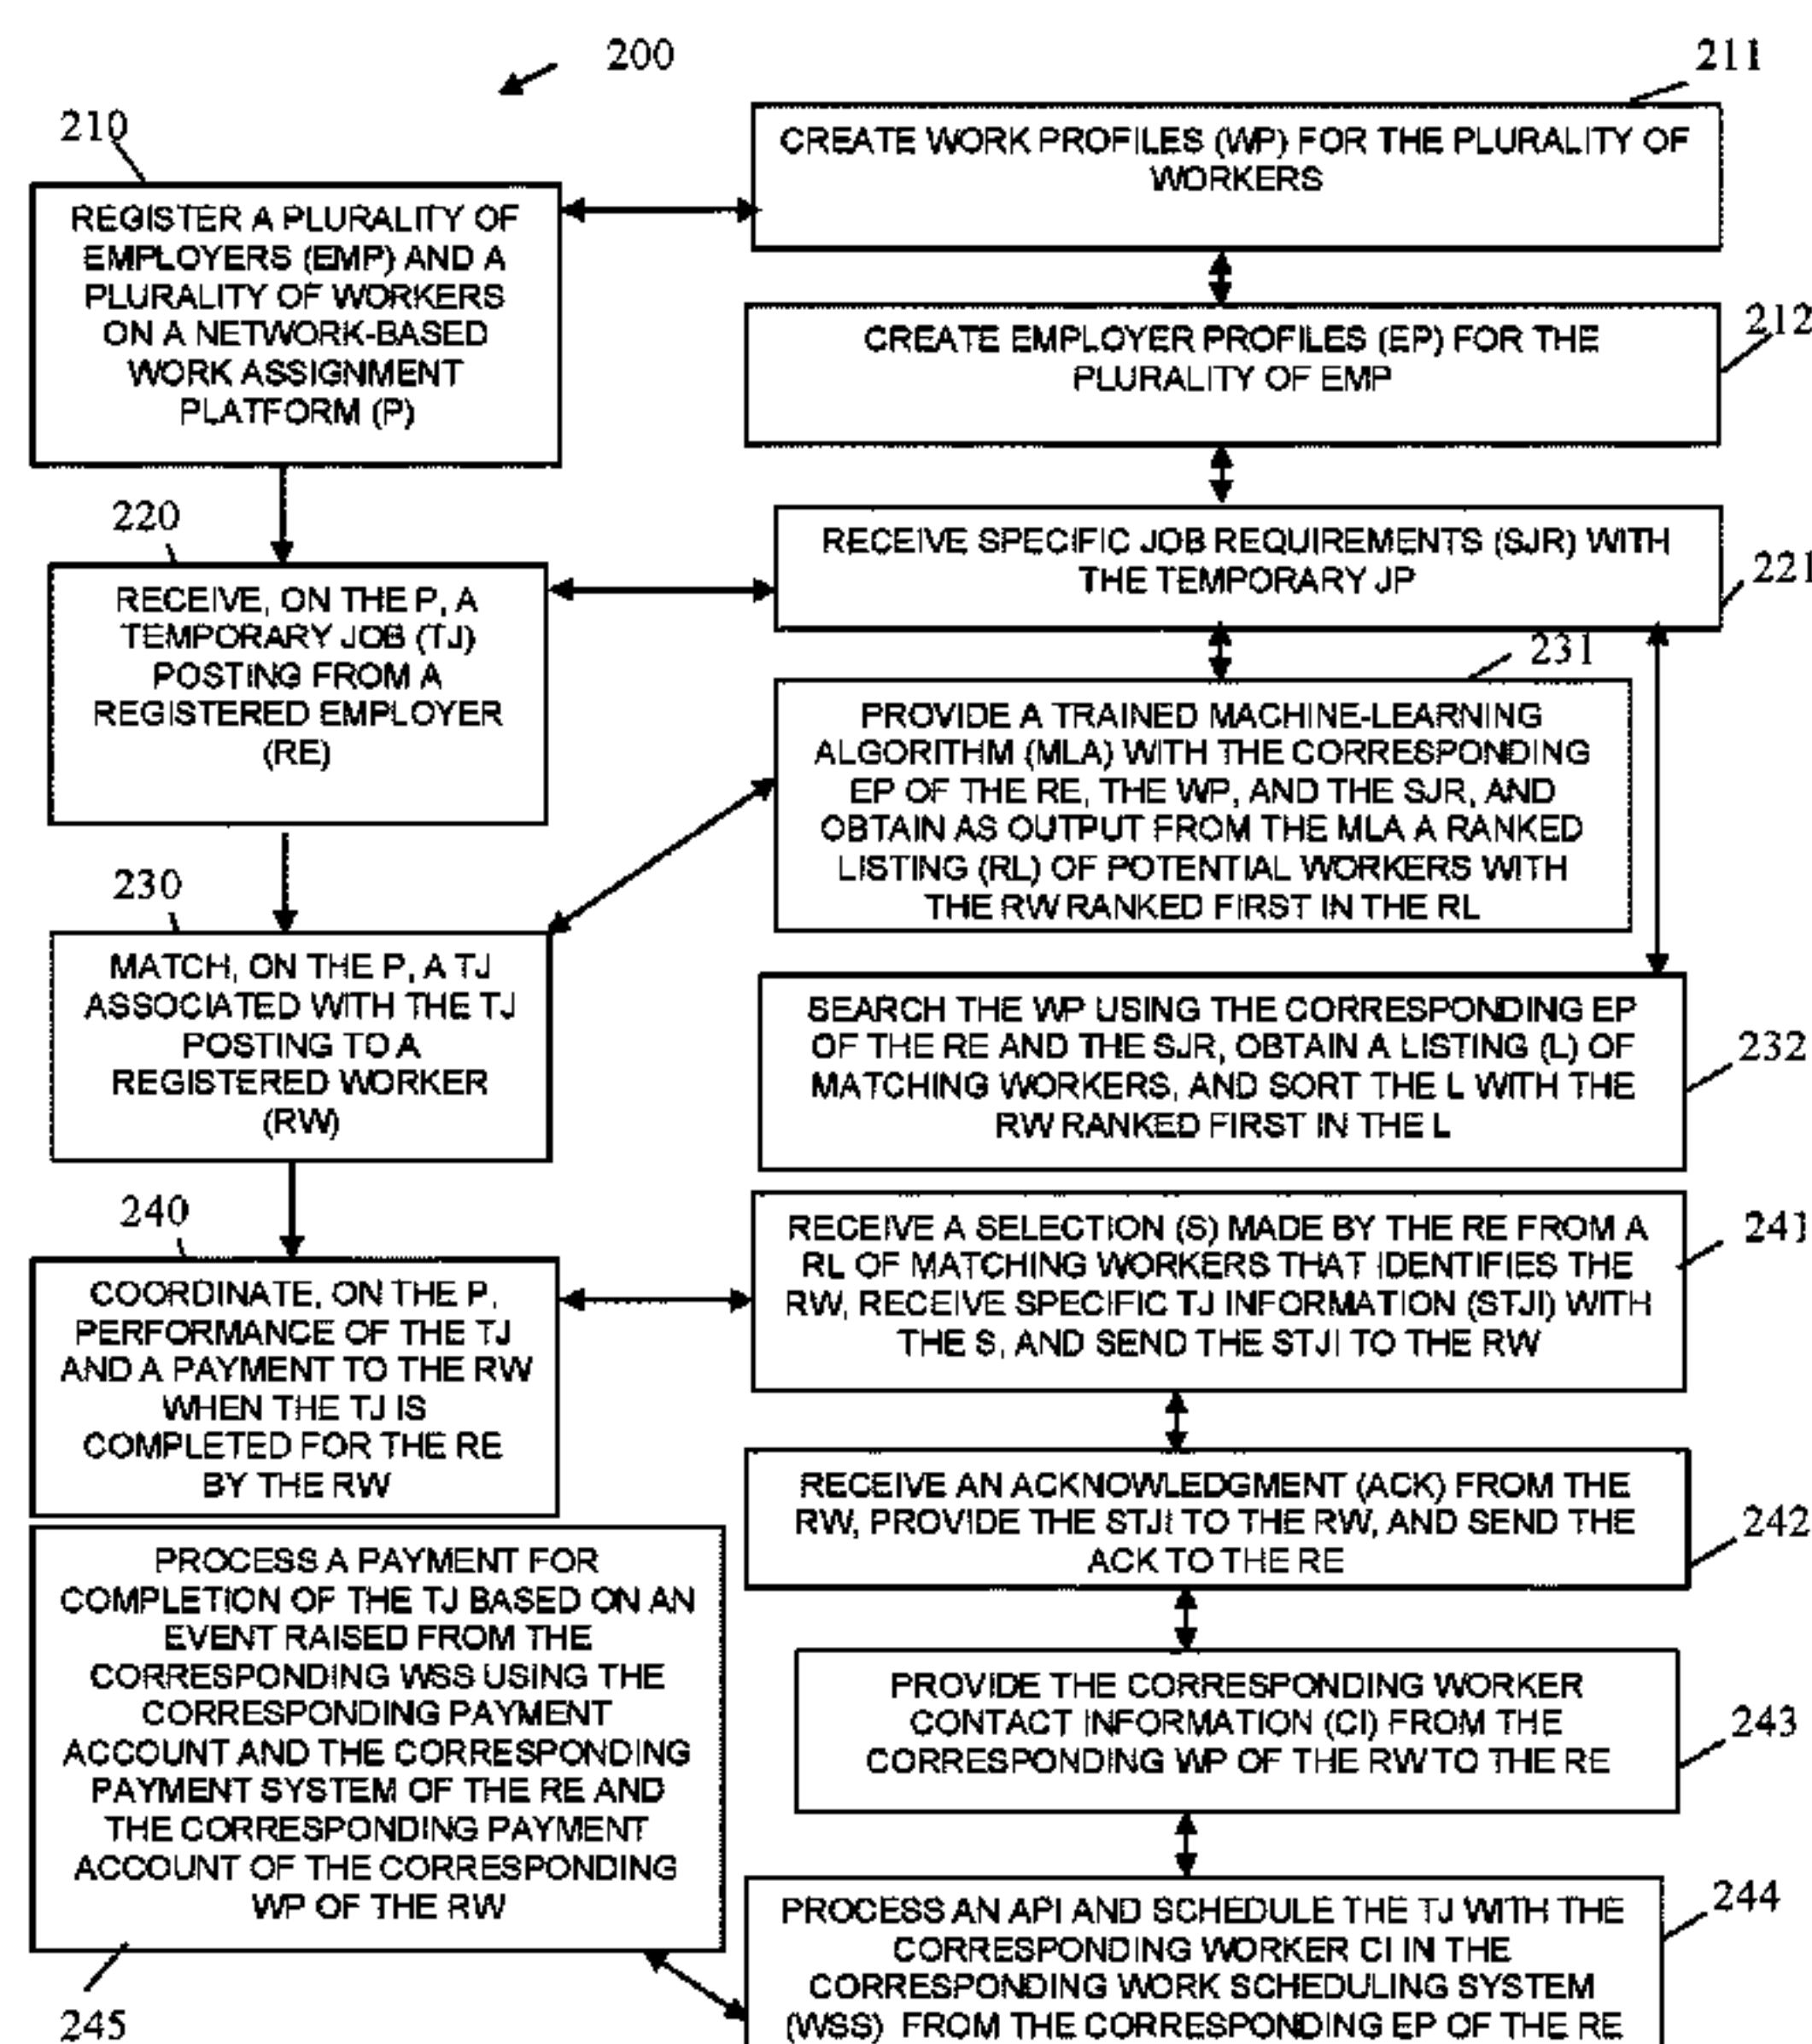 200
211
210
CREATE WORK PROFILES (WP) FOR THE PLURALITY OF
WORKERS
REGISTER A PLURALITY OF
EMPLOYERS (EMP) AND A
PLURALITY OF WORKERS
ON A NETWORK-BASED
WORK ASSIGNMENT
PLATFORM (P)
212
CREATE EMPLOYER PROFILES (EP) FOR THE
PLURALITY OF EMP
220
RECEIVE, ON THE P, A
TEMPORARY JOB (TJ)
POSTING FROM A
REGISTERED EMPLOYER
(RE)
RECEIVE SPECIFIC JOB REQUIREMENTS (SJR) WITH
THE TEMPORARY JP
221
231
PROVIDE A TRAINED MACHINE-LEARNING
ALGORITHM (MLA) WITH THE CORRESPONDING
EP OF THE RE, THE WP, AND THE SJR, AND
OBTAIN AS OUTPUT FROM THE MLA A RANKED
LISTING (RL) OF POTENTIAL WORKERS WITH
THE RW RANKED FIRST IN THE RL
230
MATCH, ON THE P, A TJ
ASSOCIATED WITH THE TJ
POSTING TO A
REGISTERED WORKER
(RW)
SEARCH THE WP USING THE CORRESPONDING EP
OF THE RE AND THE SJR, OBTAIN A LISTING (L) OF
MATCHING WORKERS, AND SORT THE L WITH THE
RW RANKED FIRST IN THE L
232
240
COORDINATE, ON THE P,
PERFORMANCE OF THE TJ
AND A PAYMENT TO THE RW
WHEN THE TJ IS
COMPLETED FOR THE RE
BY THE RW
RECEIVE A SELECTION (S) MADE BY THE RE FROM A
RL OF MATCHING WORKERS THAT IDENTIFIES THE
RW, RECEIVE SPECIFIC TJ INFORMATION (STJI) WITH
THE S, AND SEND THE STJI TO THE RW
241
RECEIVE AN ACKNOWLEDGMENT (ACK) FROM THE
RW, PROVIDE THE STJI TO THE RW, AND SEND THE
ACK TO THE RE
242
PROCESS A PAYMENT FOR
COMPLETION OF THE TJ BASED ON AN
EVENT RAISED FROM THE
CORRESPONDING WSS USING THE
CORRESPONDING PAYMENT
ACCOUNT AND THE CORRESPONDING
PAYMENT SYSTEM OF THE RE AND
THE CORRESPONDING PAYMENT
ACCOUNT OF THE CORRESPONDING
WP OF THE RW
245
PROVIDE THE CORRESPONDING WORKER
CONTACT INFORMATION (CI) FROM THE
CORRESPONDING WP OF THE RW TO THE RE
243
PROCESS AN API AND SCHEDULE THE TJ WITH THE
CORRESPONDING WORKER CI IN THE
CORRESPONDING WORK SCHEDULING SYSTEM
(WSS) FROM THE CORRESPONDING EP OF THE RE
244